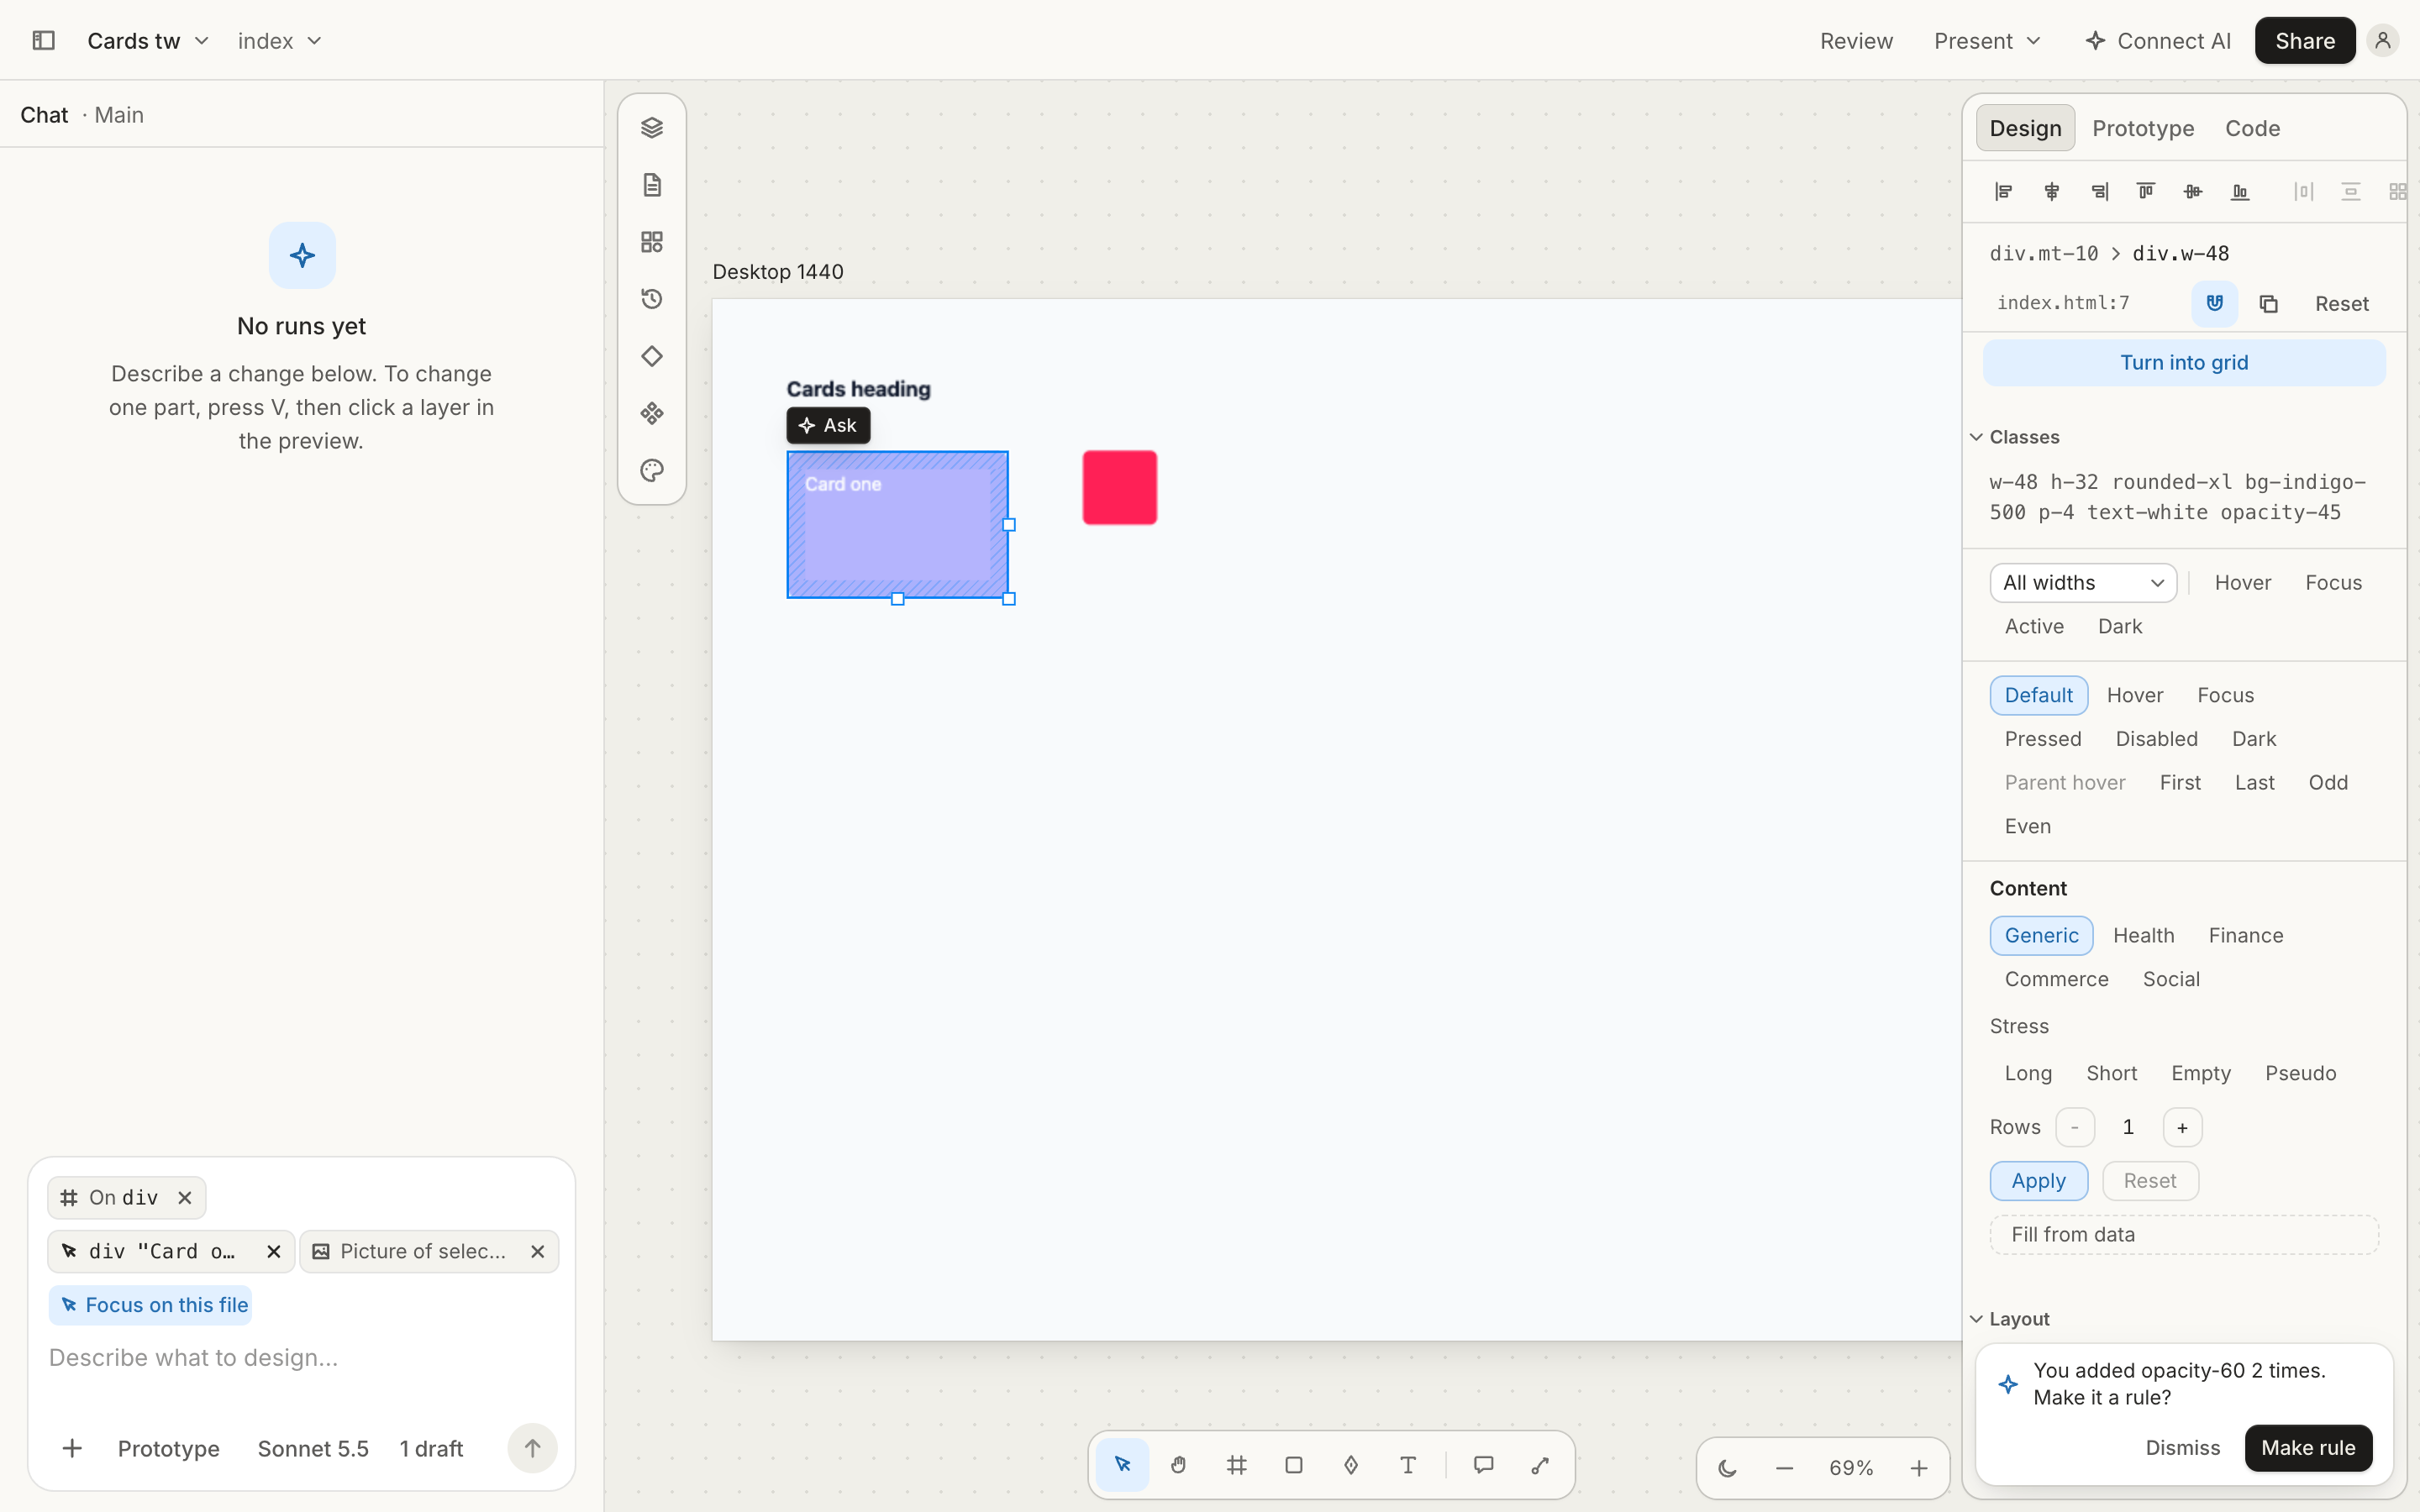 Cards tw
index
Review
Present
Connect AI
Share
Chat · Main
No runs yet
Describe a change below. To change
one part, press V, then click a layer in
the preview.
On div
div "Card o…
Picture of selec...
Focus on this file
Describe what to design...
Prototype
Sonnet 5.5
1 draft
Desktop 1440
Cards heading
Ask
Card one
69%
Design
Prototype
Code
div.mt-10 > div.w-48
index.html:7
Reset
Turn into grid
Classes
w-48 h-32 rounded-xl bg-indigo-
500 p-4 text-white opacity-45
All widths
Hover
Focus
Active
Dark
Default
Hover
Focus
Pressed
Disabled
Dark
Parent hover
First
Last
Odd
Even
Content
Generic
Health
Finance
Commerce
Social
Stress
Long
Short
Empty
Pseudo
Rows - 1 +
Apply
Reset
Fill from data
Layout
You added opacity-60 2 times.
Make it a rule?
Dismiss
Make rule